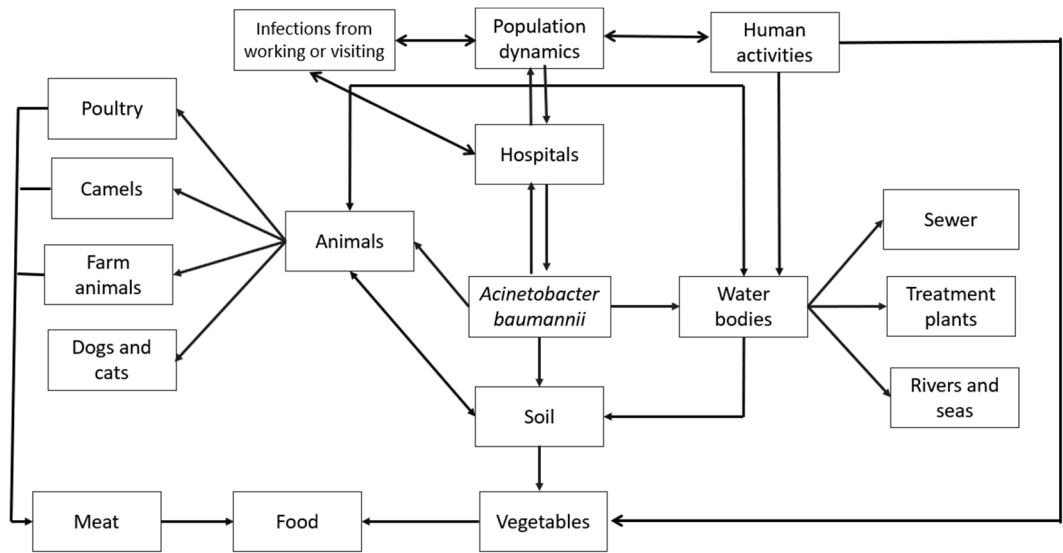 Infections from
working or visiting
Population
dynamics
Human
activities
Poultry
Hospitals
Camels
Animals
Sewer
Farm
animals
Acinetobacter
baumannii
Water
bodies
Treatment
plants
Dogs and
cats
Soil
Rivers and
seas
Meat
Food
Vegetables